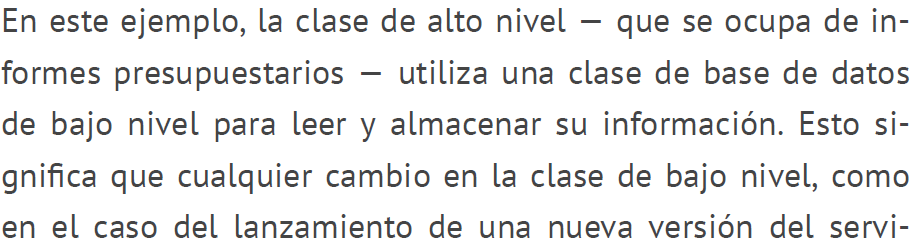 En este ejemplo, la clase de alto nivel — que se ocupa de in-
formes presupuestarios — utiliza una clase de base de datos
de bajo nivel para leer y almacenar su información. Esto si-
gnifica que cualquier cambio en la clase de bajo nivel, como
en el caso del lanzamiento de una nueva versión del servi-